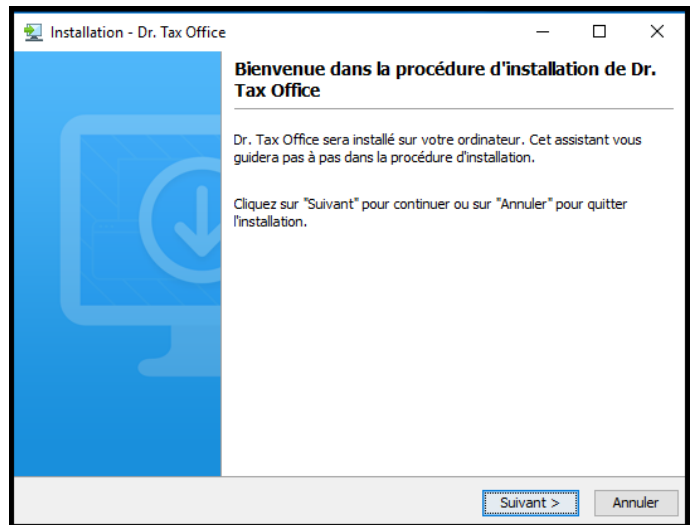 Installation - Dr. Tax Office
Bienvenue dans la procédure d'installation de Dr.
Tax Office
Dr. Tax Office sera installé sur votre ordinateur. Cet assistant vous
guidera pas à pas dans la procédure d'installation.
Cliquez sur "Suivant" pour continuer ou sur "Annuler" pour quitter
l'installation.
Suivant >
Annuler